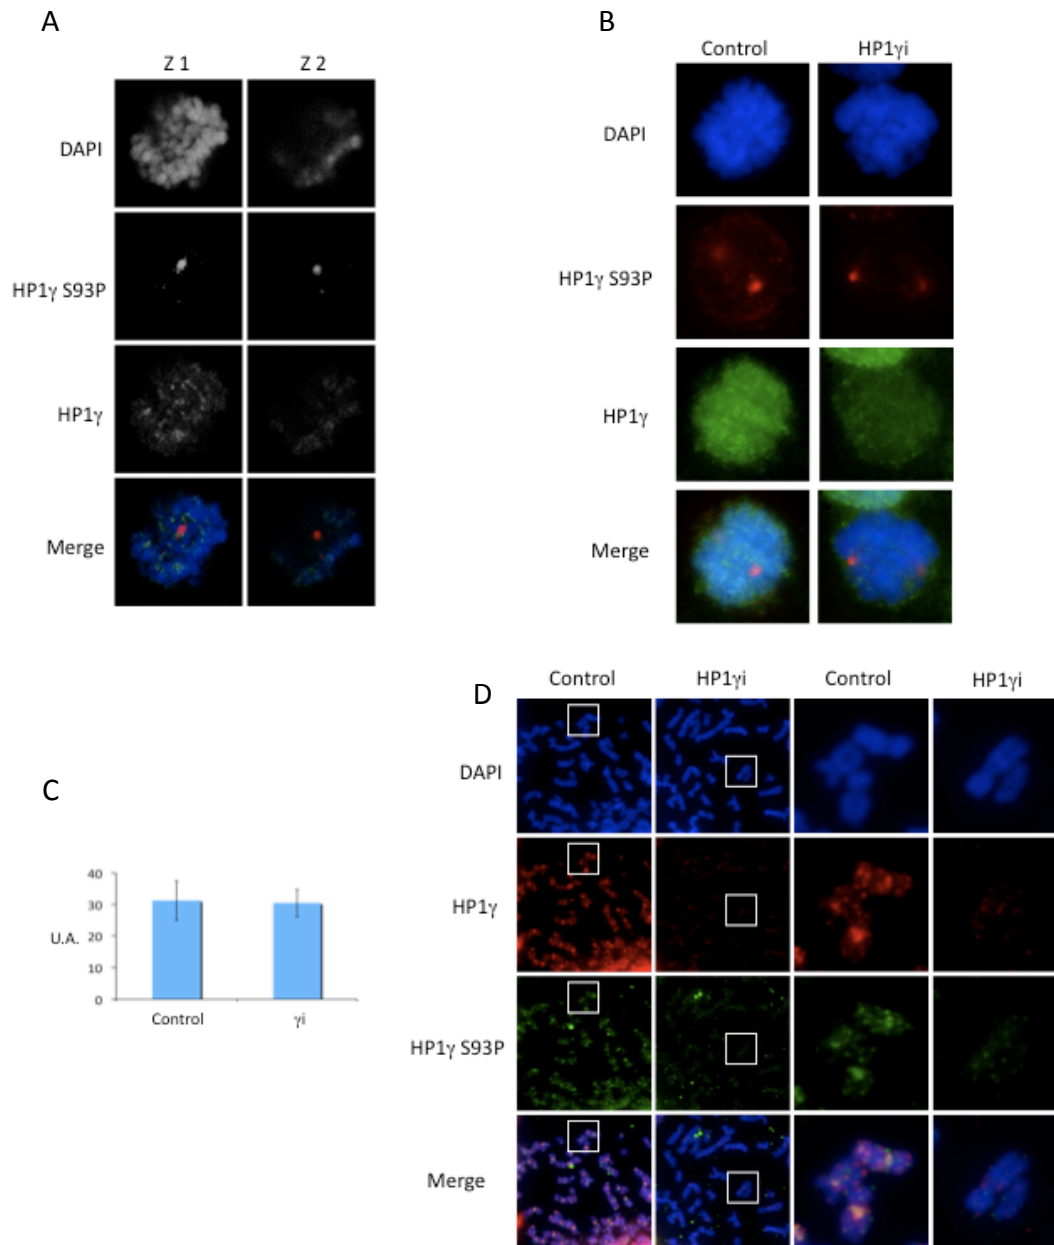 A
Z 1 Z 2
DAPI
HP1γ S93P
HP1γ
Merge
B
Control HP1γi
DAPI
HP1γ S93P
HP1γ
Merge
C
40
30
U.A. 20
10
0
Control γi
D
Control HP1γi Control HP1γi
DAPI
HP1γ
HP1γ S93P
Merge